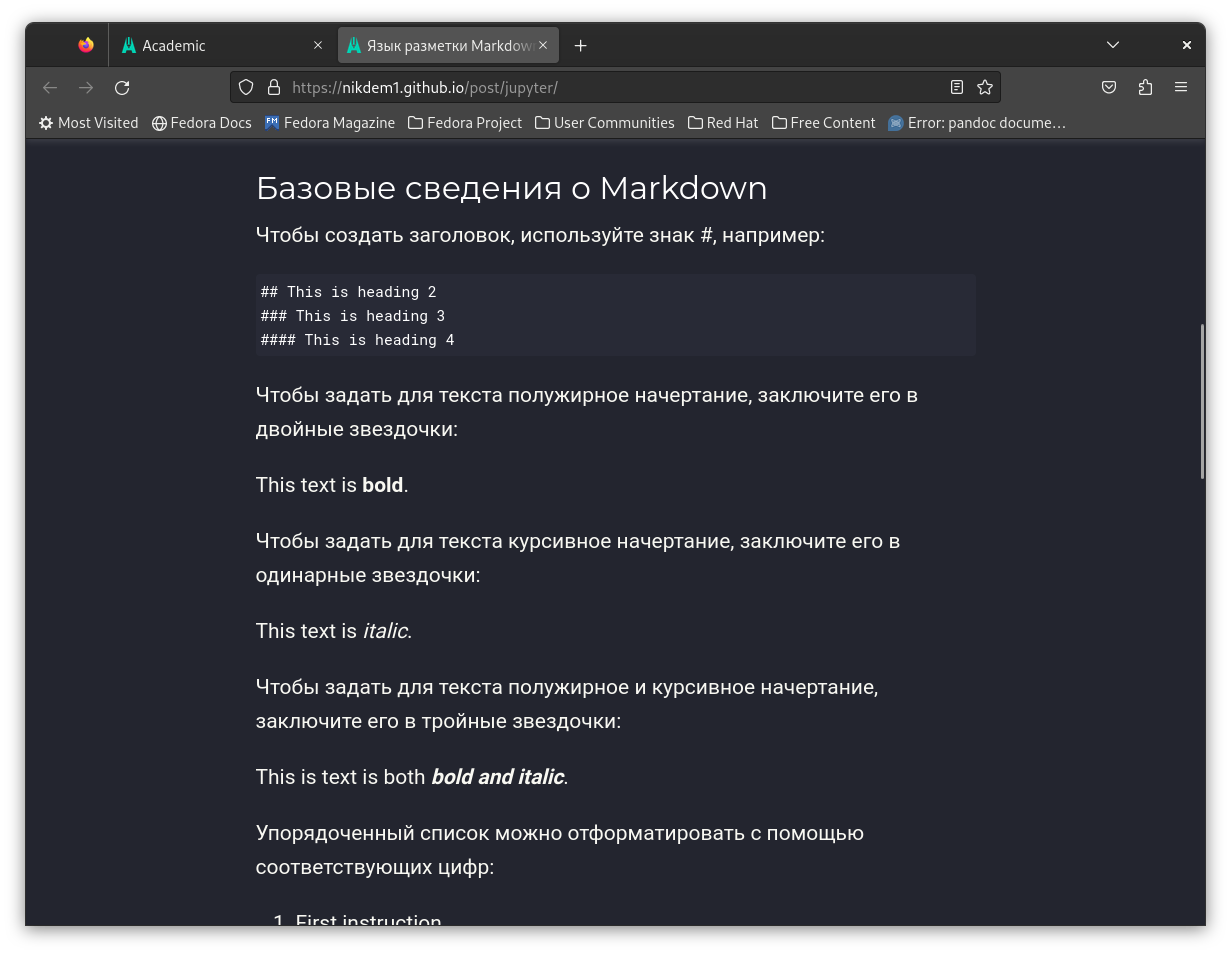 Academic
Язык разметки Markdown
https://nikdem1.github.io/post/jupyter/
Most Visited Fedora Docs FM Fedora Magazine Fedora Project User Communities Red Hat Free Content Error: pandoc docume…
Базовые сведения о Markdown
Чтобы создать заголовок, используйте знак #, например:
## This is heading 2
### This is heading 3
#### This is heading 4
Чтобы задать для текста полужирное начертание, заключите его в
двойные звездочки:
This text is bold.
Чтобы задать для текста курсивное начертание, заключите его в
одинарные звездочки:
This text is italic.
Чтобы задать для текста полужирное и курсивное начертание,
заключите его в тройные звездочки:
This is text is both bold and italic.
Упорядоченный список можно отформатировать с помощью
соответствующих цифр:
1. First instruction